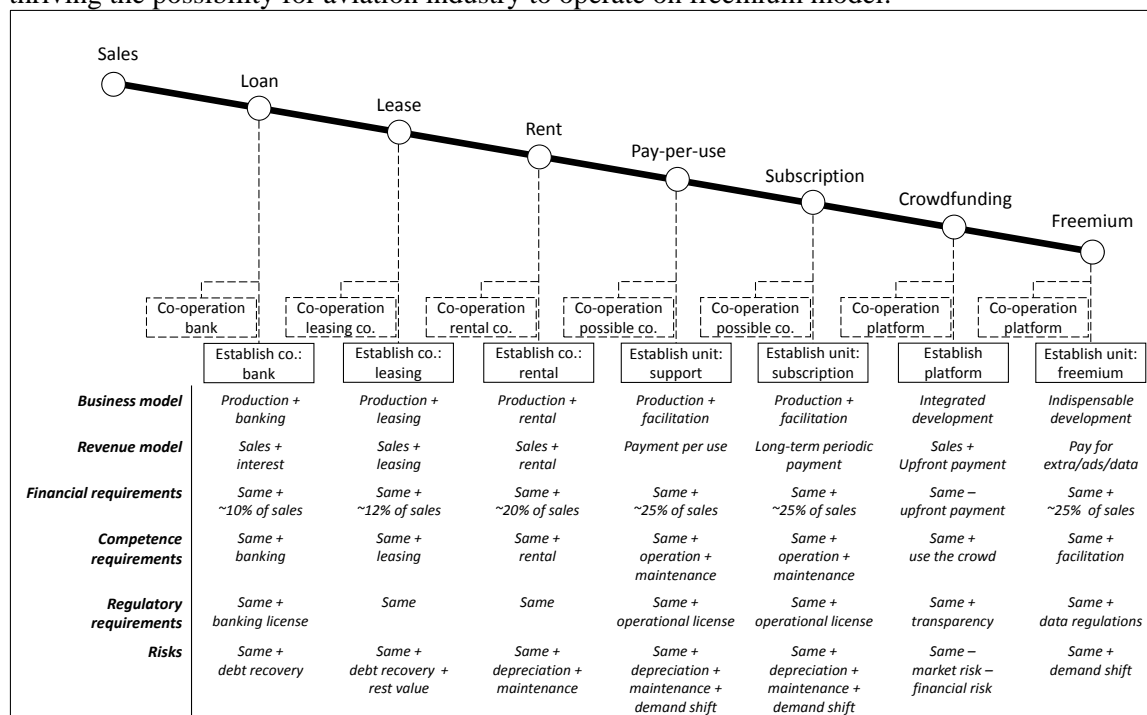 thriving the possibility for aviation industry to operate on freemium model.
Sales
Loan
Lease
Rent
Pay-per-use
Subscription
Crowdfunding
Freemium
Co-operation
bank
Co-operation
leasing co.
Co-operation
rental co.
Co-operation
possible co.
Co-operation
possible co.
Co-operation
platform
Co-operation
platform
Establish co.:
bank
Establish co.:
leasing
Establish co.:
rental
Establish unit:
support
Establish unit:
subscription
Establish
platform
Establish unit:
freemium
Business model
Production +
banking
Production +
leasing
Production +
rental
Production +
facilitation
Production +
facilitation
Integrated
development
Indispensable
development
Revenue model
Sales +
interest
Sales +
leasing
Sales +
rental
Payment per use
Long-term periodic
payment
Sales +
Upfront payment
Pay for
extra/ads/data
Financial requirements
Same +
~10% of sales
Same +
~12% of sales
Same +
~20% of sales
Same +
~25% of sales
Same +
~25% of sales
Same –
upfront payment
Same +
~25% of sales
Competence
requirements
Same +
banking
Same +
leasing
Same +
rental
Same +
operation +
maintenance
Same +
operation +
maintenance
Same +
use the crowd
Same +
facilitation
Regulatory
requirements
Same +
banking license
Same
Same
Same +
operational license
Same +
operational license
Same +
transparency
Same +
data regulations
Risks
Same +
debt recovery
Same +
debt recovery +
rest value
Same +
depreciation +
maintenance
Same +
depreciation +
maintenance +
demand shift
Same +
depreciation +
maintenance +
demand shift
Same –
market risk –
financial risk
Same +
demand shift